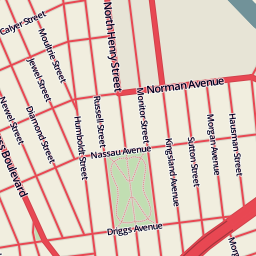 Calyer Street
North Henry Street
Moultrie Street
Jewel Street
Norman Avenue
Newel Street
Diamond Street
Humboldt Street
Russell Street
Monitor Street
Nassau Avenue
Kingsland Avenue
Sutton Street
Morgan Avenue
Hausman Street
Boulevard
Driggs Avenue